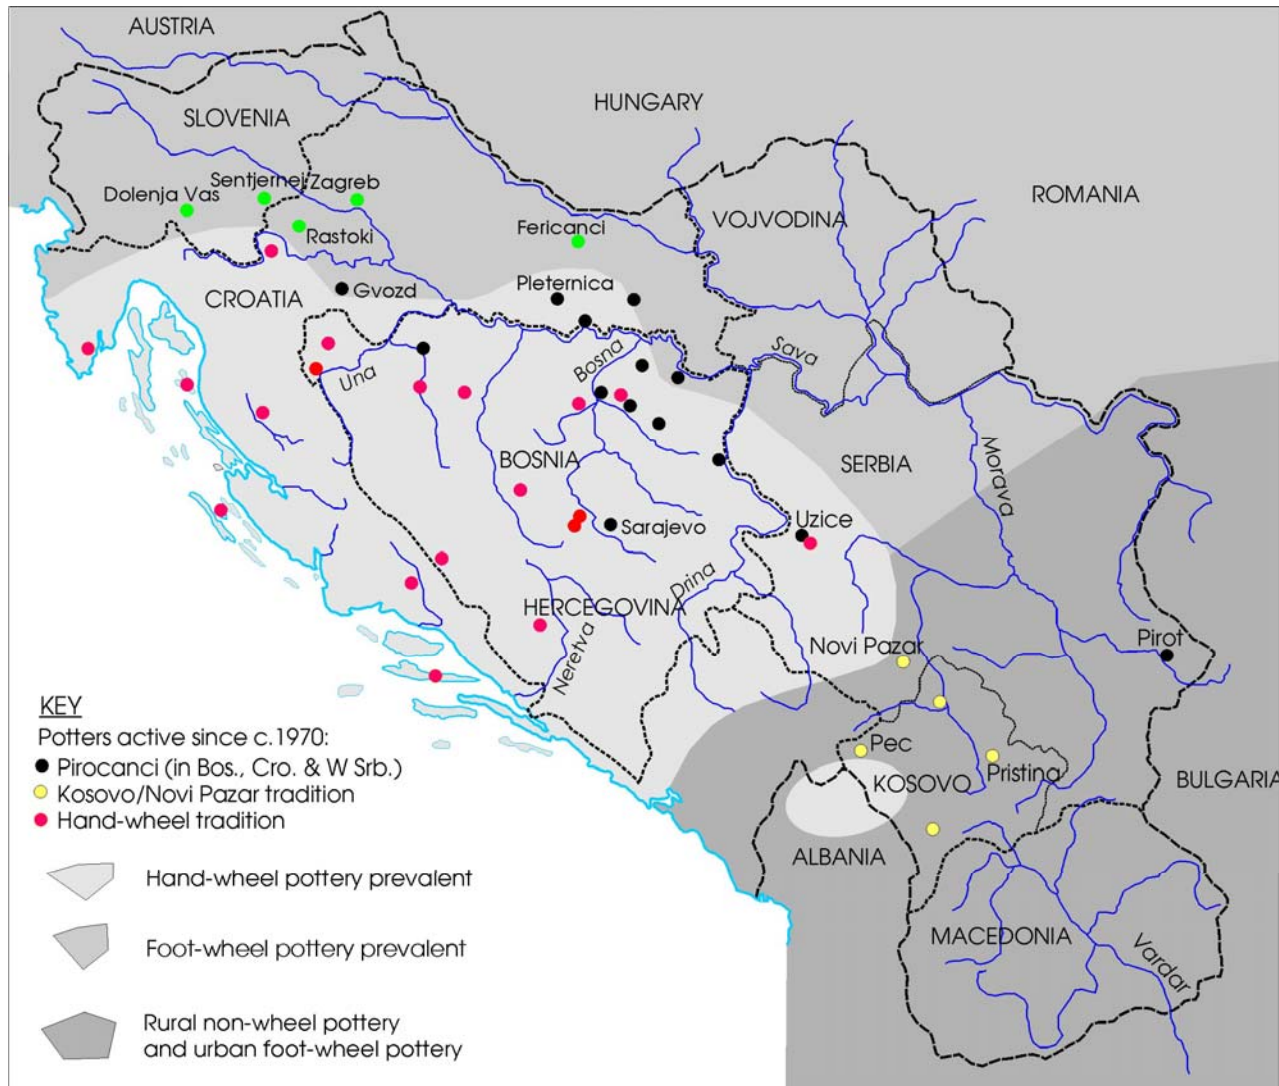 AUSTRIA
HUNGARY
SLOVENIA
ROMANIA
Dolenja Vas
Sentjernej
Zagreb
VOJVODINA
Rastoki
Fericanci
Pleternica
Gvozd
CROATIA
Una
Bosna
Sava
BOSNIA
SERBIA
Morava
Sarajevo
Uzice
Drina
HERCEGOVINA
Neretva
Novi Pazar
Pirot
Pec
KOSOVO
Pristina
BULGARIA
ALBANIA
MACEDONIA
Vardar
KEY
Potters active since c.1970:
Pirocanci (in Bos., Cro. & W Srb.)
Kosovo/Novi Pazar tradition
Hand-wheel tradition
Hand-wheel pottery prevalent
Foot-wheel pottery prevalent
Rural non-wheel pottery
and urban foot-wheel pottery